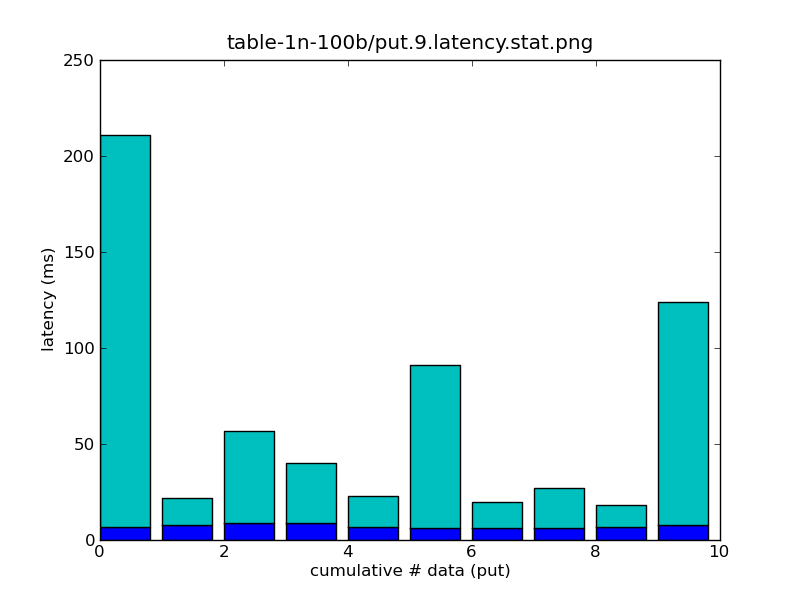 table-1n-100b/put.9.latency.stat.png
250
200
150
100
50
0
latency (ms)
0 2 4 6 8 10
cumulative # data (put)